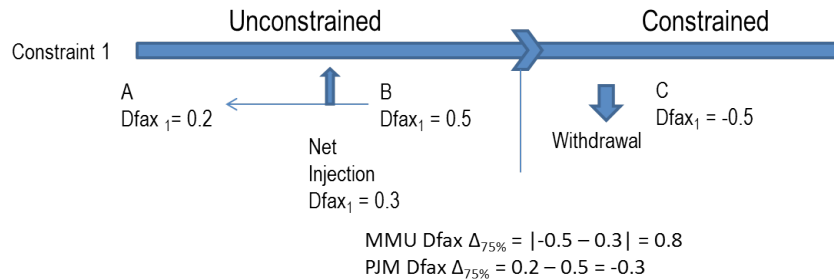 Unconstrained
Constrained
Constraint 1
A
Dfax ₁= 0.2
B
Dfax₁ = 0.5
C
Dfax₁ = -0.5
Net
Injection
Dfax₁ = 0.3
Withdrawal
MMU Dfax Δ₇₅% = |-0.5 – 0.3| = 0.8
PJM Dfax Δ₇₅% = 0.2 – 0.5 = -0.3